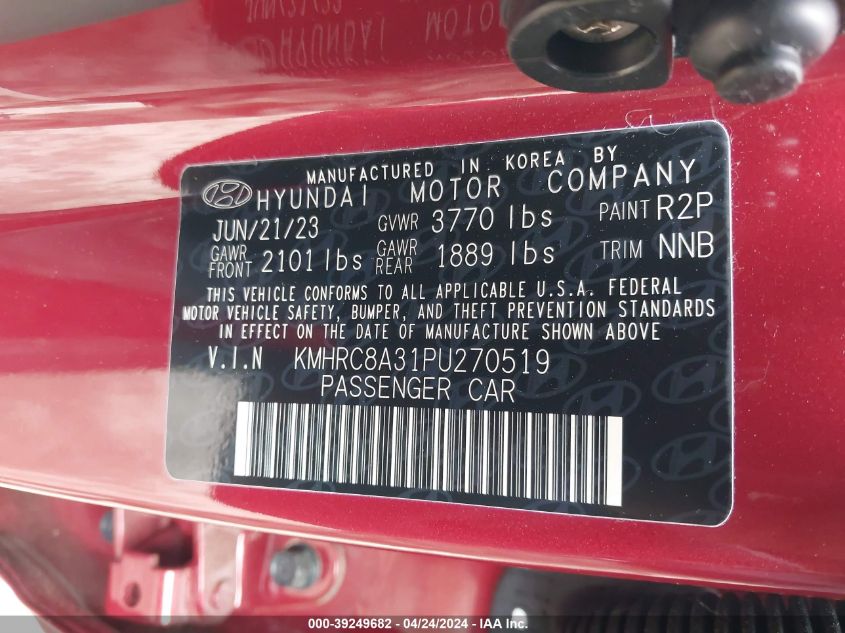 MANUFACTURED IN KOREA BY
HYUNDAI MOTOR COMPANY
JUN/21/23 GVWR 3770 lbs PAINT R2P
GAWR FRONT 2101 lbs GAWR REAR 1889 lbs TRIM NNB
THIS VEHICLE CONFORMS TO ALL APPLICABLE U.S.A. FEDERAL
MOTOR VEHICLE SAFETY, BUMPER, AND THEFT PREVENTION STANDARDS
IN EFFECT ON THE DATE OF MANUFACTURE SHOWN ABOVE
V.I.N KMHRC8A31PU270519
PASSENGER CAR
000-39249682 - 04/24/2024 - IAA Inc.